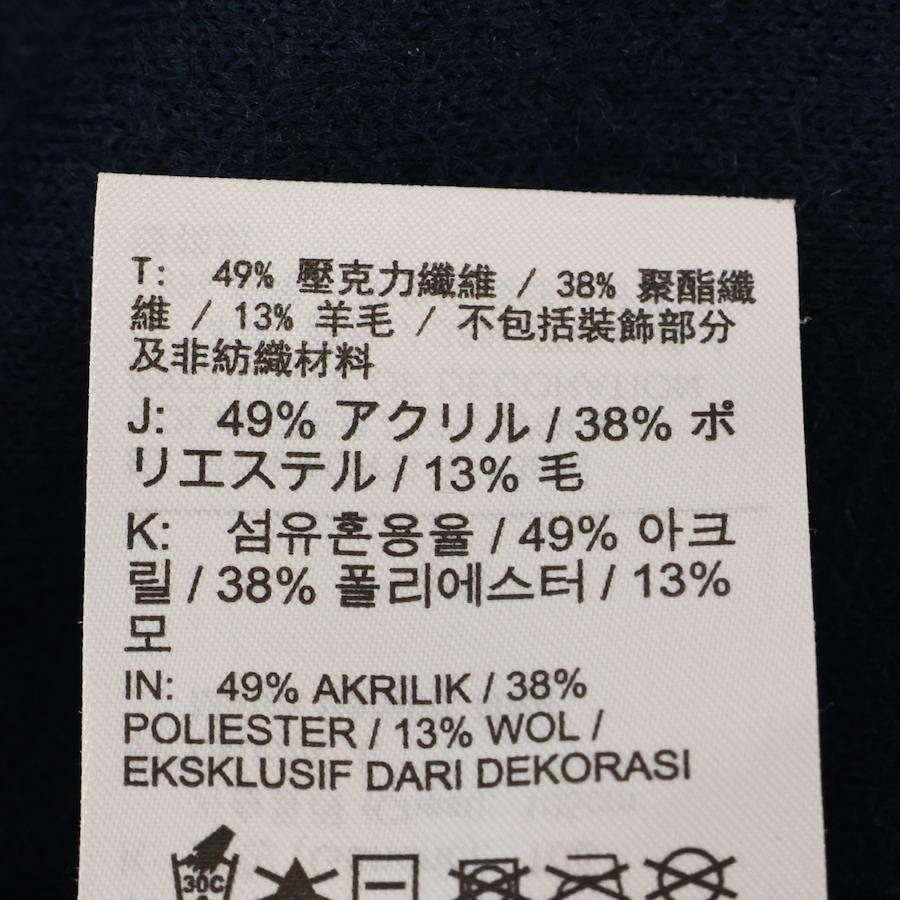 T: 49% 壓克力纖維 / 38% 聚酯纖
維 / 13% 羊毛 / 不包括裝飾部分
及非紡織材料
J: 49% アクリル / 38% ポ
リエステル / 13% 毛
K: 섬유혼용율 / 49% 아크
릴 / 38% 폴리에스터 / 13%
모
IN: 49% AKRILIK / 38%
POLIESTER / 13% WOL /
EKSKLUSIF DARI DEKORASI
30C